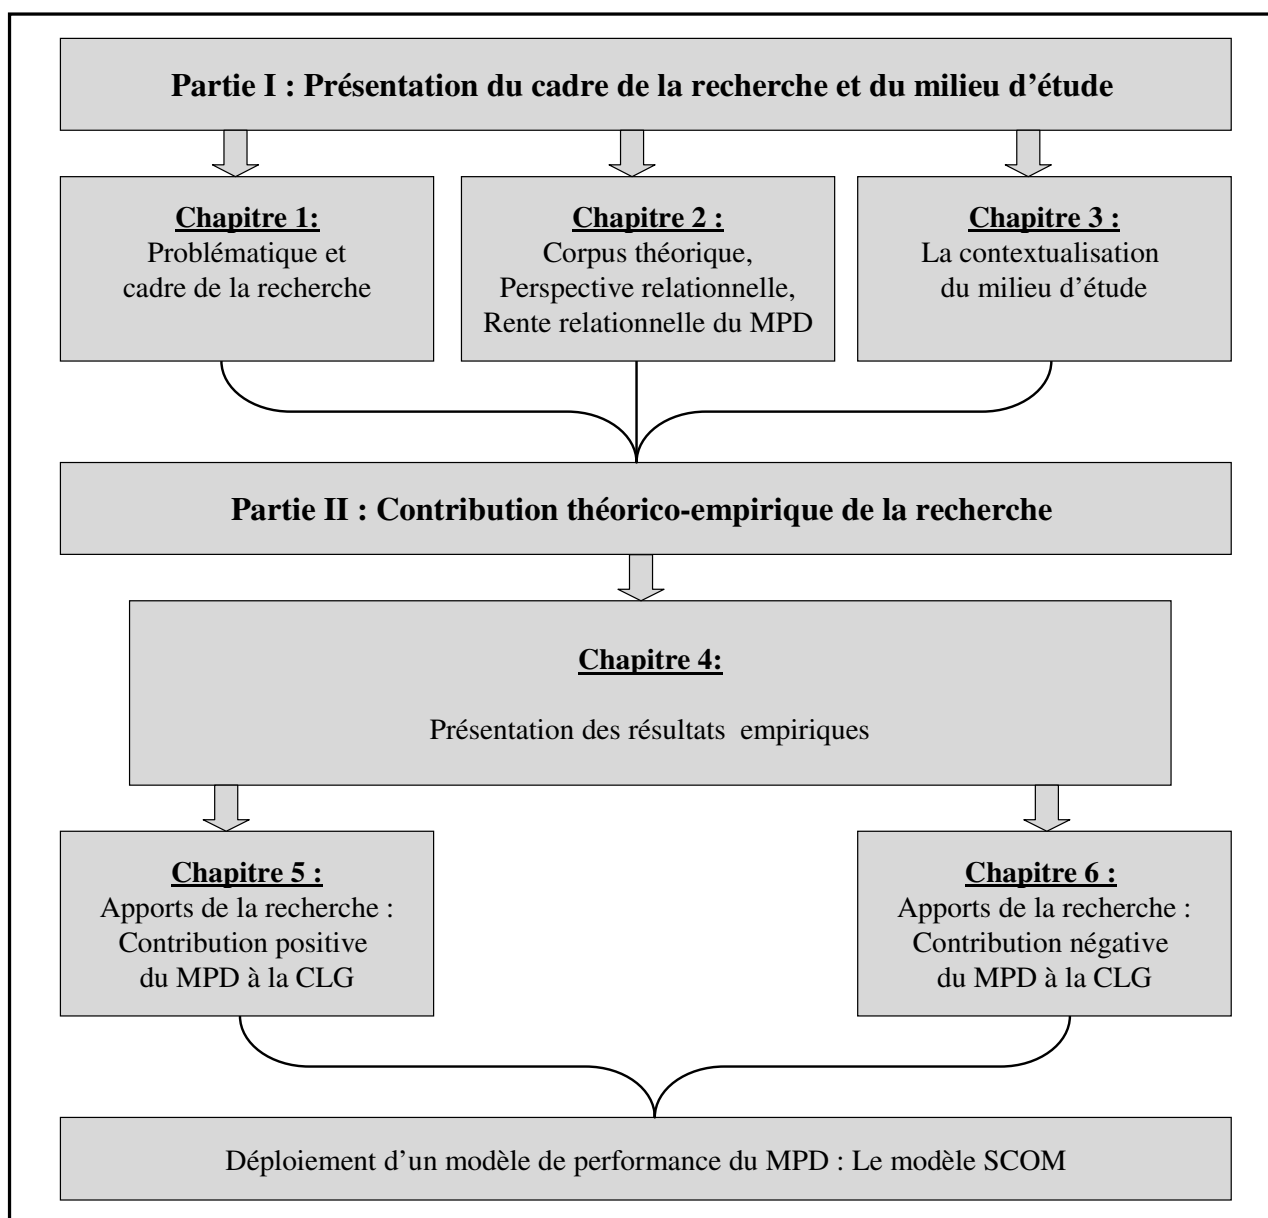 Partie I : Présentation du cadre de la recherche et du milieu d’étude
Chapitre 1:
Problématique et
cadre de la recherche
Chapitre 2 :
Corpus théorique,
Perspective relationnelle,
Rente relationnelle du MPD
Chapitre 3 :
La contextualisation
du milieu d’étude
Partie II : Contribution théorico-empirique de la recherche
Chapitre 4:
Présentation des résultats  empiriques
Chapitre 5 :
Apports de la recherche :
Contribution positive
du MPD à la CLG
Chapitre 6 :
Apports de la recherche :
Contribution négative
du MPD à la CLG
Déploiement d’un modèle de performance du MPD : Le modèle SCOM